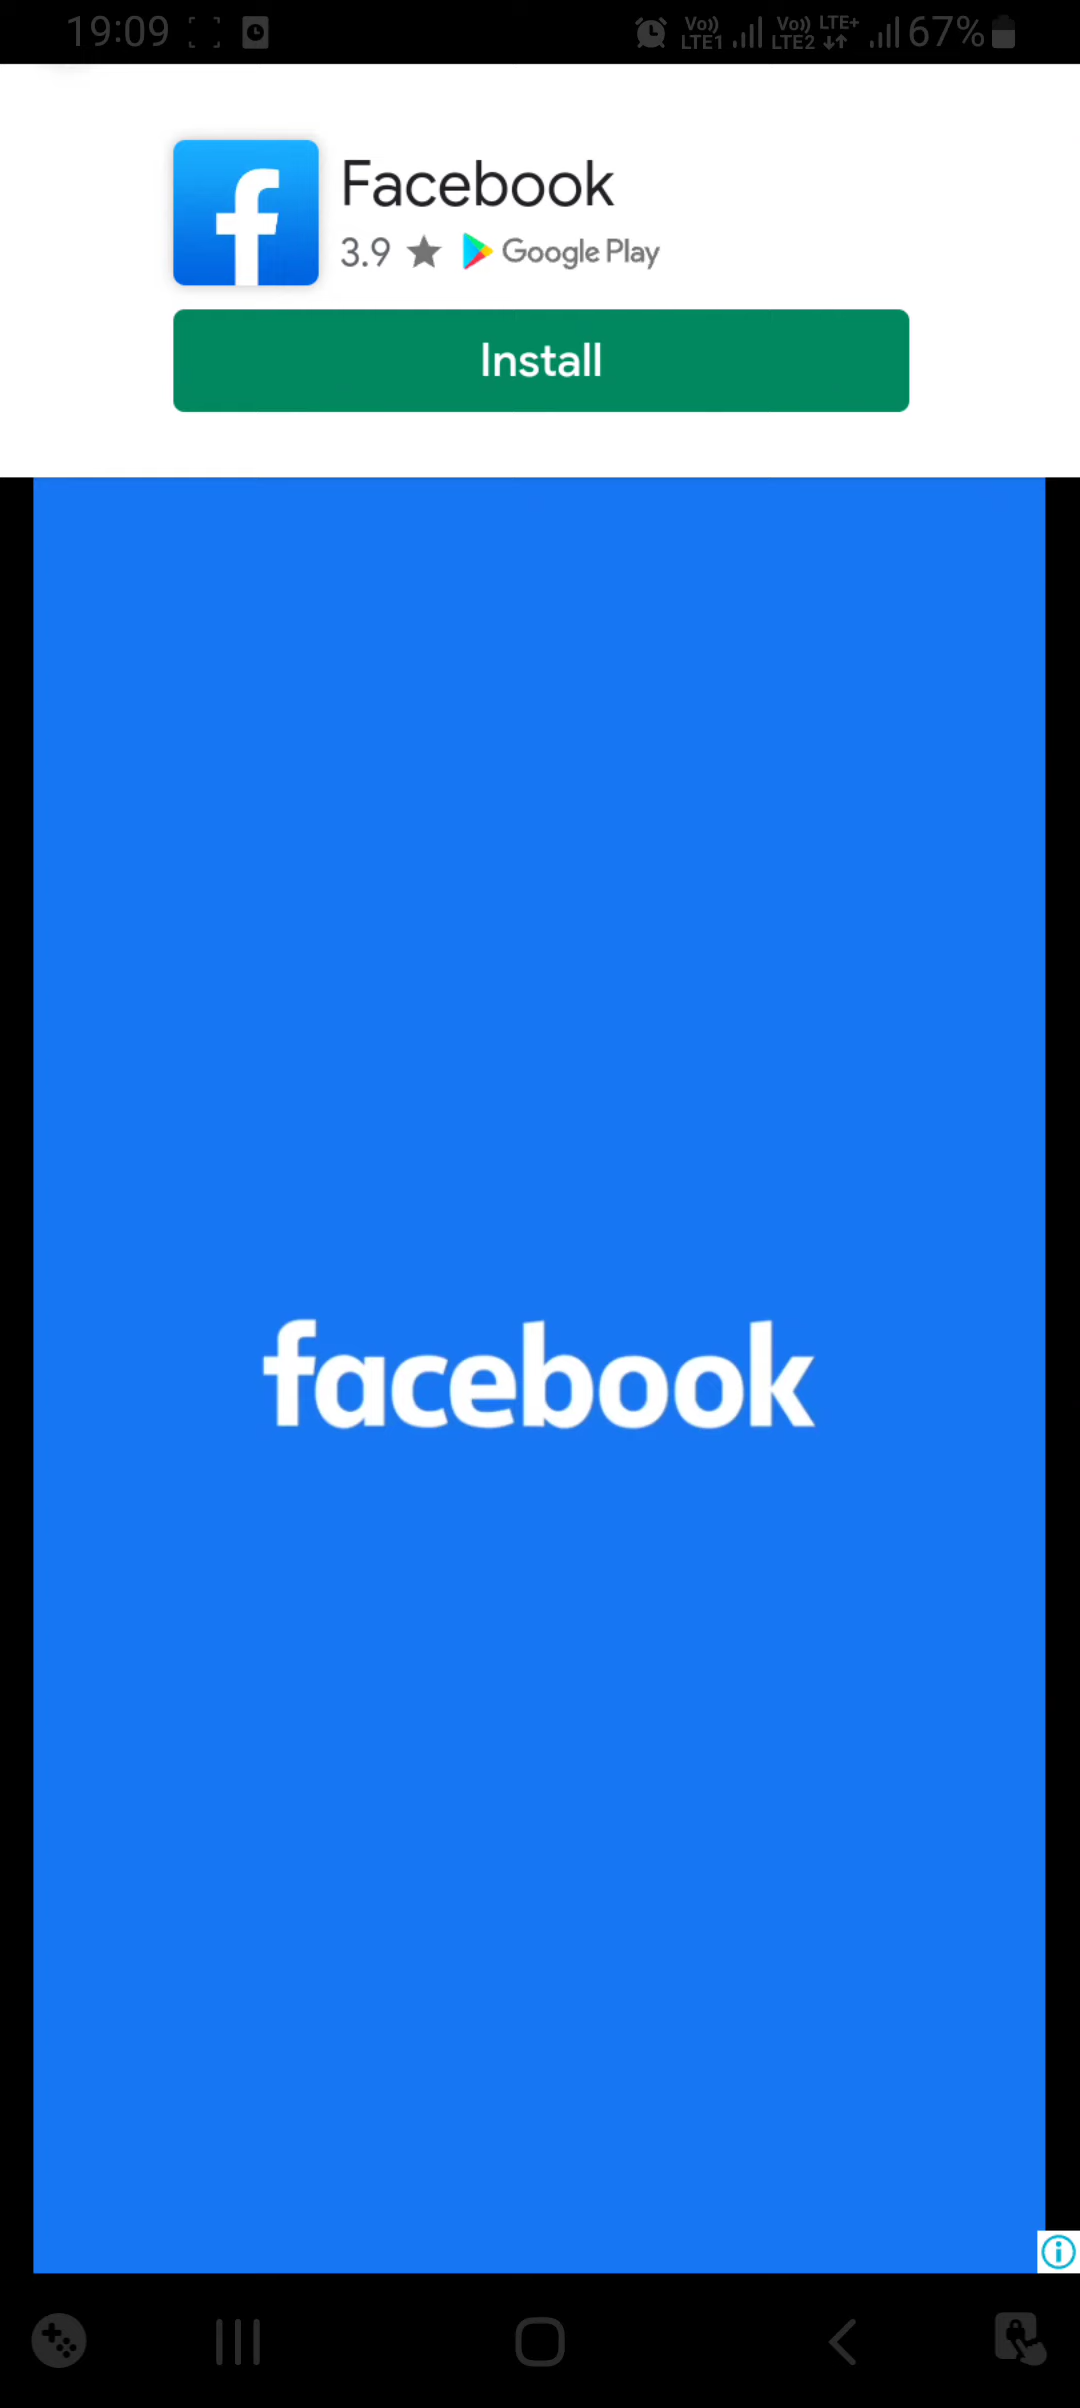 19:09 Vo)) LTE1 Vo)) LTE2 LTE+ 67%
Facebook
3.9 ★ Google Play
Install
facebook